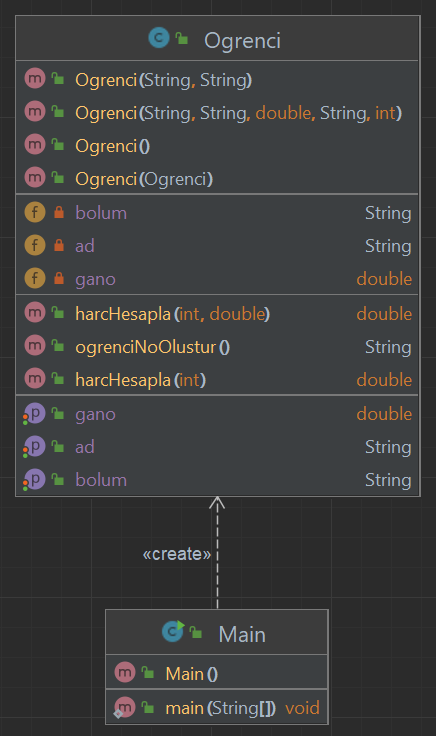 Ogrenci
Ogrenci(String, String)
Ogrenci(String, String, double, String, int)
Ogrenci()
Ogrenci(Ogrenci)
bolum String
ad String
gano double
harcHesapla(int, double) double
ogrenciNoOlustur() String
harcHesapla(int) double
gano double
ad String
bolum String
«create»
Main
Main()
main(String[]) void